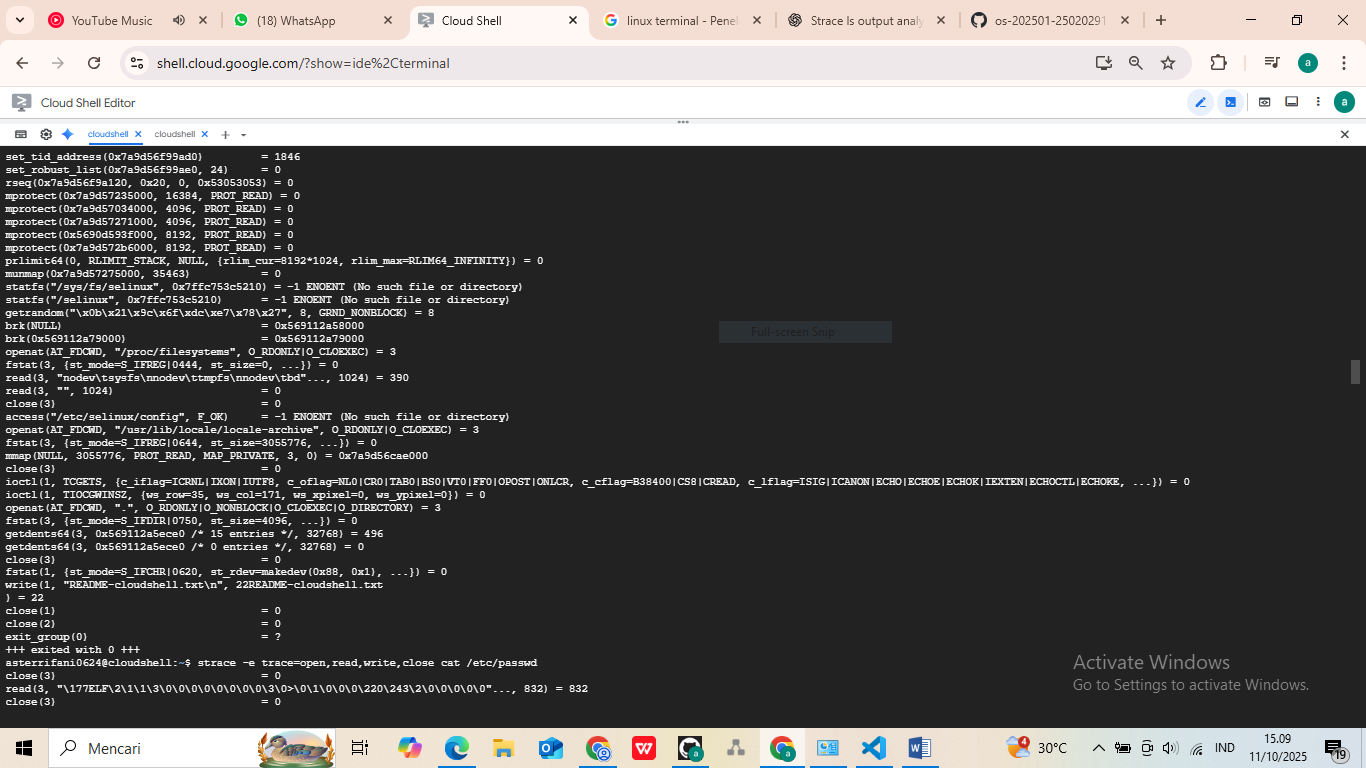 YouTube Music
(18) WhatsApp
Cloud Shell
linux terminal - Penel
Strace ls output analy
os-202501-25020291
shell.cloud.google.com/?show=ide%2Cterminal
a
Cloud Shell Editor
a
cloudshell
cloudshell
set_tid_address(0x7a9d56f99ad0)         = 1846
set_robust_list(0x7a9d56f99ae0, 24)     = 0
rseq(0x7a9d56f9a120, 0x20, 0, 0x53053053) = 0
mprotect(0x7a9d57235000, 16384, PROT_READ) = 0
mprotect(0x7a9d57034000, 4096, PROT_READ) = 0
mprotect(0x7a9d57271000, 4096, PROT_READ) = 0
mprotect(0x5690d593f000, 8192, PROT_READ) = 0
mprotect(0x7a9d572b6000, 8192, PROT_READ) = 0
prlimit64(0, RLIMIT_STACK, NULL, {rlim_cur=8192*1024, rlim_max=RLIM64_INFINITY}) = 0
munmap(0x7a9d57275000, 35463)           = 0
statfs("/sys/fs/selinux", 0x7ffc753c5210) = -1 ENOENT (No such file or directory)
statfs("/selinux", 0x7ffc753c5210)      = -1 ENOENT (No such file or directory)
getrandom("\x0b\x21\x9c\x6f\xdc\xe7\x78\x27", 8, GRND_NONBLOCK) = 8
brk(NULL)                               = 0x569112a58000
brk(0x569112a79000)                     = 0x569112a79000
openat(AT_FDCWD, "/proc/filesystems", O_RDONLY|O_CLOEXEC) = 3
fstat(3, {st_mode=S_IFREG|0444, st_size=0, ...}) = 0
read(3, "nodev\tsysfs\nnodev\ttmpfs\nnodev\tbd"..., 1024) = 390
read(3, "", 1024)                       = 0
close(3)                                = 0
access("/etc/selinux/config", F_OK)     = -1 ENOENT (No such file or directory)
openat(AT_FDCWD, "/usr/lib/locale/locale-archive", O_RDONLY|O_CLOEXEC) = 3
fstat(3, {st_mode=S_IFREG|0644, st_size=3055776, ...}) = 0
mmap(NULL, 3055776, PROT_READ, MAP_PRIVATE, 3, 0) = 0x7a9d56cae000
close(3)                                = 0
ioctl(1, TCGETS, {c_iflag=ICRNL|IXON|IUTF8, c_oflag=NL0|CR0|TAB0|BS0|VT0|FF0|OPOST|ONLCR, c_cflag=B38400|CS8|CREAD, c_lflag=ISIG|ICANON|ECHO|ECHOE|ECHOK|IEXTEN|ECHOCTL|ECHOKE, ...}) = 0
ioctl(1, TIOCGWINSZ, {ws_row=35, ws_col=171, ws_xpixel=0, ws_ypixel=0}) = 0
openat(AT_FDCWD, ".", O_RDONLY|O_NONBLOCK|O_CLOEXEC|O_DIRECTORY) = 3
fstat(3, {st_mode=S_IFDIR|0750, st_size=4096, ...}) = 0
getdents64(3, 0x569112a5ece0 /* 15 entries */, 32768) = 496
getdents64(3, 0x569112a5ece0 /* 0 entries */, 32768) = 0
close(3)                                = 0
fstat(1, {st_mode=S_IFCHR|0620, st_rdev=makedev(0x88, 0x1), ...}) = 0
write(1, "README-cloudshell.txt\n", 22README-cloudshell.txt
) = 22
close(1)                                = 0
close(2)                                = 0
exit_group(0)                           = ?
+++ exited with 0 +++
asterrifani0624@cloudshell:~$ strace -e trace=open,read,write,close cat /etc/passwd
close(3)                                = 0
read(3, "\177ELF\2\1\1\3\0\0\0\0\0\0\0\0\3\0>\0\1\0\0\0\220\243\2\0\0\0\0\0"..., 832) = 832
close(3)                                = 0
Full-screen Snip
Activate Windows
Go to Settings to activate Windows.
Mencari
4
30°C
IND
15.09
11/10/2025
19